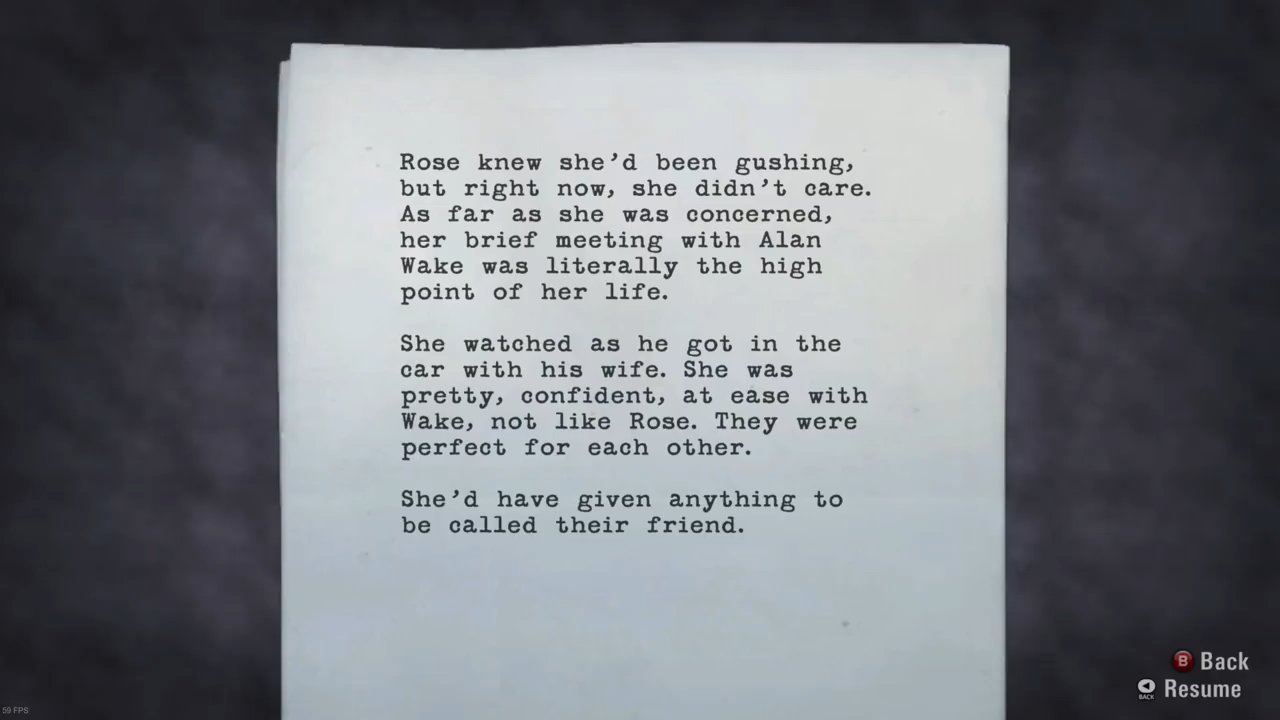 Rose knew she’d been gushing,
but right now, she didn’t care.
As far as she was concerned,
her brief meeting with Alan
Wake was literally the high
point of her life.
She watched as he got in the
car with his wife. She was
pretty, confident, at ease with
Wake, not like Rose. They were
perfect for each other.
She’d have given anything to
be called their friend.
B Back
BACK Resume
59 FPS